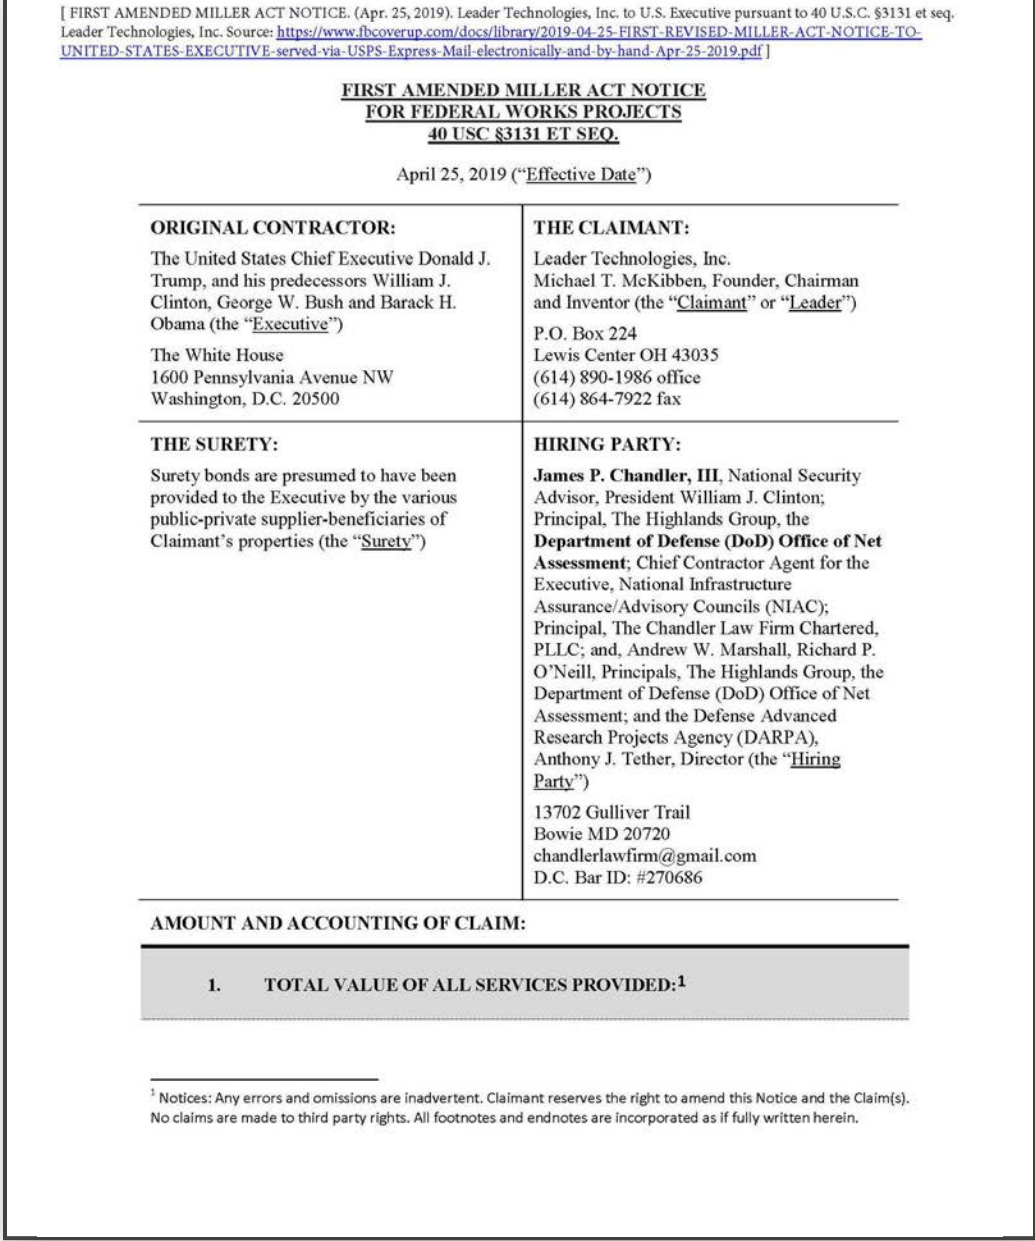 [ FIRST AMENDED MILLER ACT NOTICE. (Apr. 25, 2019). Leader Technologies, Inc. to U.S. Executive pursuant to 40 U.S.C. §3131 et seq.
Leader Technologies, Inc. Source: https://www.fbcoverup.com/docs/library/2019-04-25-FIRST-REVISED-MILLER-ACT-NOTICE-TO-
UNITED-STATES-EXECUTIVE-served-via-USPS-Express-Mail-electronically-and-by-hand-Apr-25-2019.pdf ]
FIRST AMENDED MILLER ACT NOTICE
FOR FEDERAL WORKS PROJECTS
40 USC §3131 ET SEQ.
April 25, 2019 (“Effective Date”)
ORIGINAL CONTRACTOR:
The United States Chief Executive Donald J.
Trump, and his predecessors William J.
Clinton, George W. Bush and Barack H.
Obama (the “Executive”)
The White House
1600 Pennsylvania Avenue NW
Washington, D.C. 20500
THE CLAIMANT:
Leader Technologies, Inc.
Michael T. McKibben, Founder, Chairman
and Inventor (the “Claimant” or “Leader”)
P.O. Box 224
Lewis Center OH 43035
(614) 890-1986 office
(614) 864-7922 fax
THE SURETY:
Surety bonds are presumed to have been
provided to the Executive by the various
public-private supplier-beneficiaries of
Claimant’s properties (the “Surety”)
HIRING PARTY:
James P. Chandler, III, National Security
Advisor, President William J. Clinton;
Principal, The Highlands Group, the
Department of Defense (DoD) Office of Net
Assessment; Chief Contractor Agent for the
Executive, National Infrastructure
Assurance/Advisory Councils (NIAC);
Principal, The Chandler Law Firm Chartered,
PLLC; and, Andrew W. Marshall, Richard P.
O’Neill, Principals, The Highlands Group, the
Department of Defense (DoD) Office of Net
Assessment; and the Defense Advanced
Research Projects Agency (DARPA),
Anthony J. Tether, Director (the “Hiring
Party”)
13702 Gulliver Trail
Bowie MD 20720
chandlerlawfirm@gmail.com
D.C. Bar ID: #270686
AMOUNT AND ACCOUNTING OF CLAIM:
1. TOTAL VALUE OF ALL SERVICES PROVIDED:1
1 Notices: Any errors and omissions are inadvertent. Claimant reserves the right to amend this Notice and the Claim(s).
No claims are made to third party rights. All footnotes and endnotes are incorporated as if fully written herein.